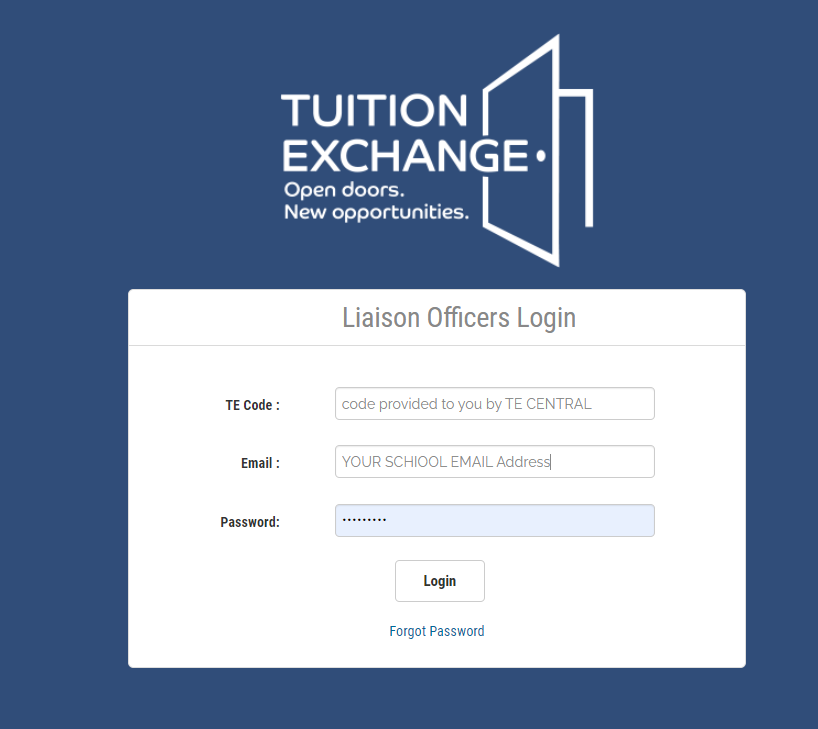 TUITION
EXCHANGE
Open doors.
New opportunities.
Liaison Officers Login
TE Code :
code provided to you by TE CENTRAL
Email :
YOUR SCHIOOL EMAIL Address
Password:
•••••••••
Login
Forgot Password